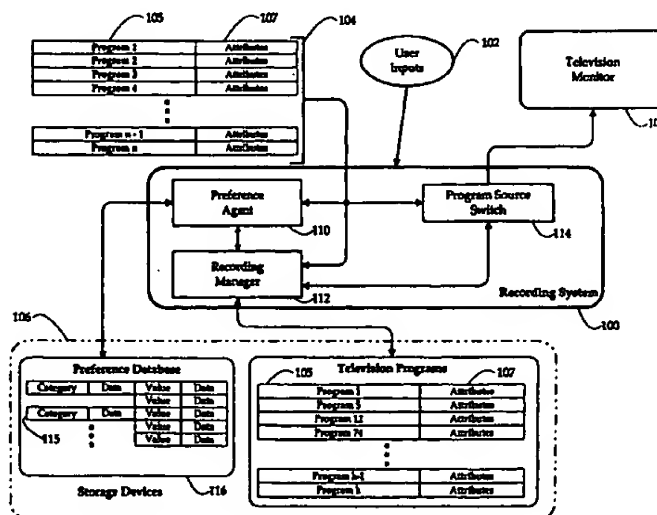 105 107 104
Program 1 Attributes
Program 2 Attributes
Program 3 Attributes
Program 4 Attributes
Program n - 1 Attributes
Program n Attributes
User
Inputs
102
Television
Monitor
10
Preference
Agent
110
Program Source
Switch
114
Recording
Manager
112
Recording System
103
106
Preference Database
Category Data Value Data
Value Data
Category Data Value Data
Value Data
Value Data
115
116
Storage Devices
Television Programs
105 107
Program 1 Attributes
Program 5 Attributes
Program 12 Attributes
Program 74 Attributes
Program k-1 Attributes
Program k Attributes